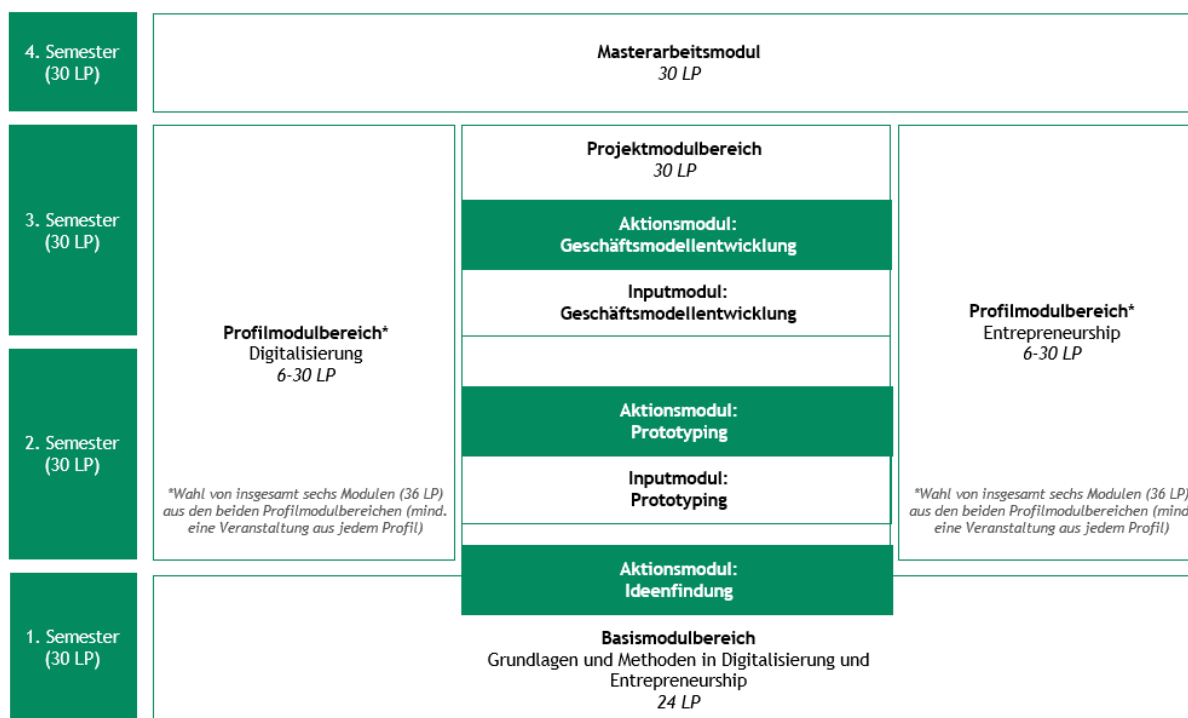 4. Semester
(30 LP)
Masterarbeitsmodul
30 LP
3. Semester
(30 LP)
2. Semester
(30 LP)
Profilmodulbereich*
Digitalisierung
6-30 LP
*Wahl von insgesamt sechs Modulen (36 LP)
aus den beiden Profilmodulbereichen (mind.
eine Veranstaltung aus jedem Profil)
Projektmodulbereich
30 LP
Aktionsmodul:
Geschäftsmodellentwicklung
Inputmodul:
Geschäftsmodellentwicklung
Aktionsmodul:
Prototyping
Inputmodul:
Prototyping
Aktionsmodul:
Ideenfindung
Profilmodulbereich*
Entrepreneurship
6-30 LP
*Wahl von insgesamt sechs Modulen (36 LP)
aus den beiden Profilmodulbereichen (mind
eine Veranstaltung aus jedem Profil)
1. Semester
(30 LP)
Basismodulbereich
Grundlagen und Methoden in Digitalisierung und
Entrepreneurship
24 LP